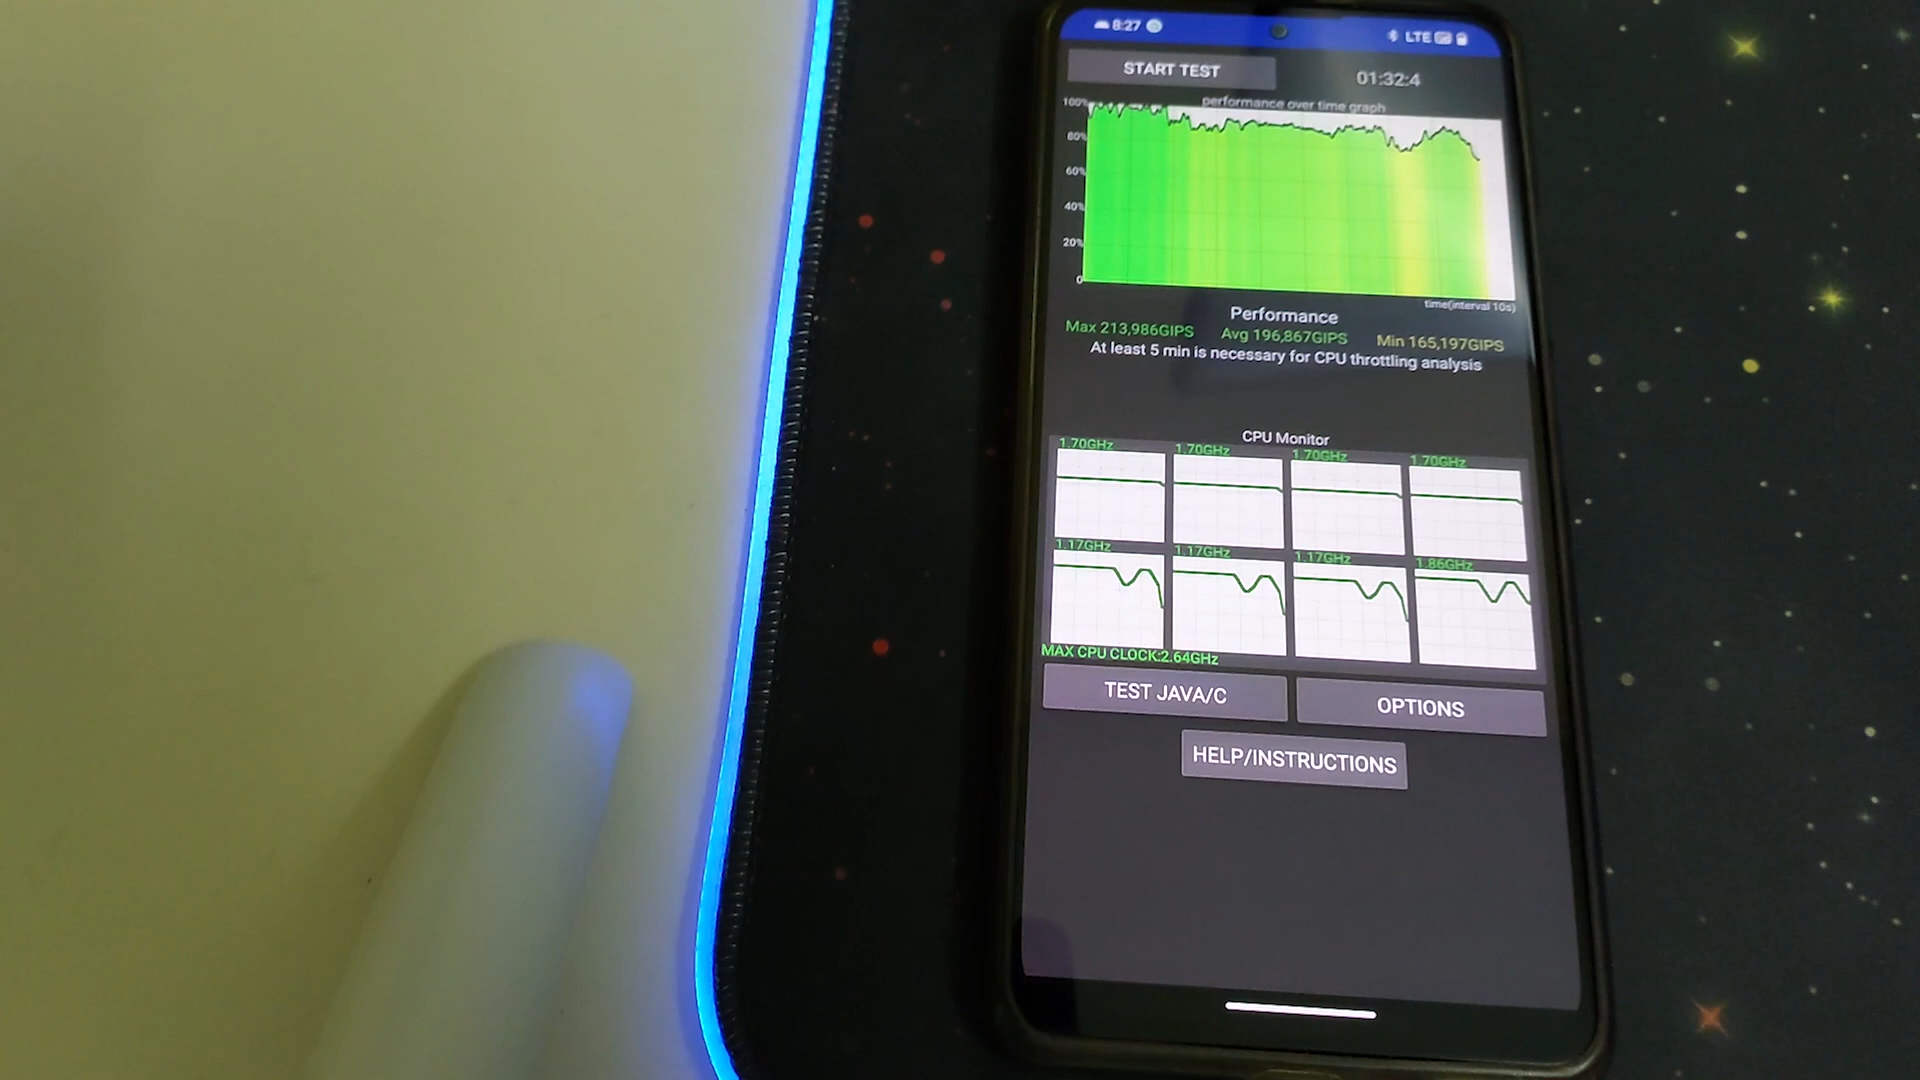 8:27 LTE
START TEST 01:32:4
performance over time graph
100%
80%
60%
40%
20%
0
time(interval 10s)
Performance
Max 213,986GIPS Avg 196,867GIPS Min 165,197GIPS
At least 5 min is necessary for CPU throttling analysis
CPU Monitor
1.70GHz 1.70GHz 1.70GHz 1.70GHz
1.17GHz 1.17GHz 1.17GHz 1.86GHz
MAX CPU CLOCK:2.64GHz
TEST JAVA/C OPTIONS
HELP/INSTRUCTIONS